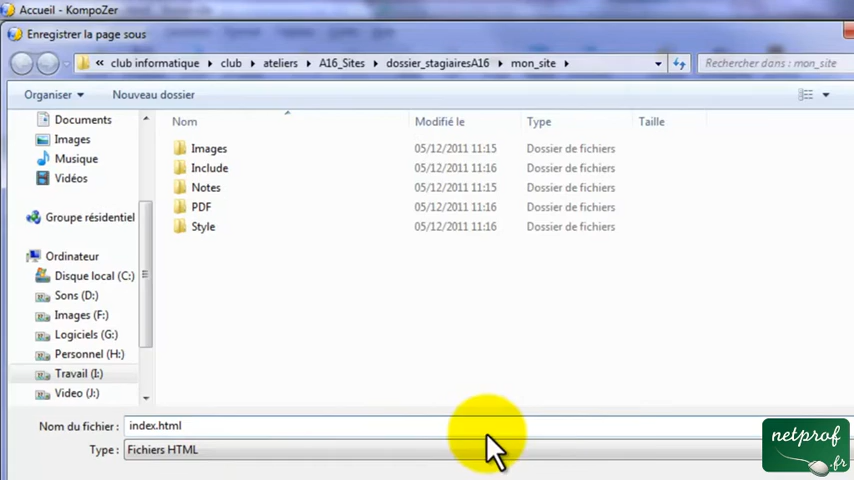 Accueil - KompoZer
Enregistrer la page sous
« club informatique club ateliers A16_Sites dossier_stagiairesA16 mon_site Rechercher dans : mon_site
Organiser Nouveau dossier
Nom Modifié le Type Taille
Documents
Images
Musique
Vidéos
Groupe résidentiel
Ordinateur
Disque local (C:)
Sons (D:)
Images (F:)
Logiciels (G:)
Personnel (H:)
Travail (I:)
Video (J:)
Images 05/12/2011 11:15 Dossier de fichiers
Include 05/12/2011 11:16 Dossier de fichiers
Notes 05/12/2011 11:15 Dossier de fichiers
PDF 05/12/2011 11:16 Dossier de fichiers
Style 05/12/2011 11:16 Dossier de fichiers
Nom du fichier : index.html
Type : Fichiers HTML
netprof
.fr